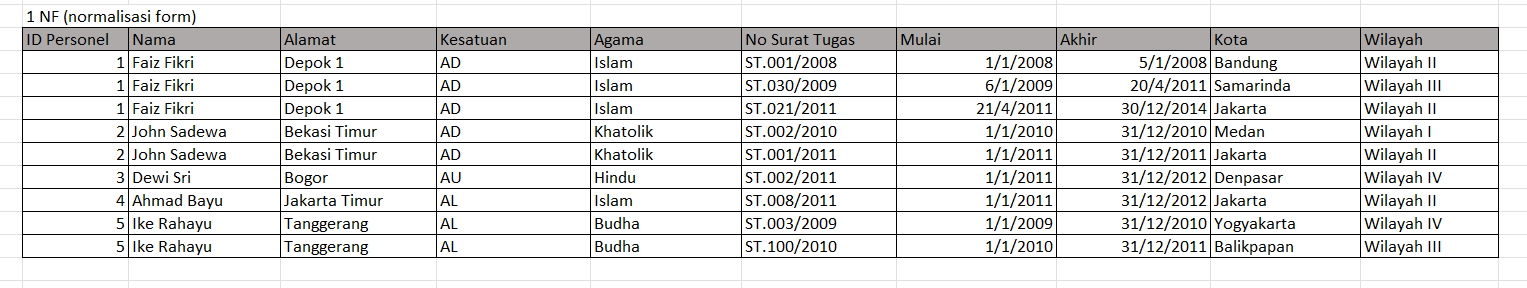 1 NF (normalisasi form)
ID Personel Nama Alamat Kesatuan Agama No Surat Tugas Mulai Akhir Kota Wilayah
1 Faiz Fikri Depok 1 AD Islam ST.001/2008 1/1/2008 5/1/2008 Bandung Wilayah II
1 Faiz Fikri Depok 1 AD Islam ST.030/2009 6/1/2009 20/4/2011 Samarinda Wilayah III
1 Faiz Fikri Depok 1 AD Islam ST.021/2011 21/4/2011 30/12/2014 Jakarta Wilayah II
2 John Sadewa Bekasi Timur AD Khatolik ST.002/2010 1/1/2010 31/12/2010 Medan Wilayah I
2 John Sadewa Bekasi Timur AD Khatolik ST.001/2011 1/1/2011 31/12/2011 Jakarta Wilayah II
3 Dewi Sri Bogor AU Hindu ST.002/2011 1/1/2011 31/12/2012 Denpasar Wilayah IV
4 Ahmad Bayu Jakarta Timur AL Islam ST.008/2011 1/1/2011 31/12/2012 Jakarta Wilayah II
5 Ike Rahayu Tanggerang AL Budha ST.003/2009 1/1/2009 31/12/2010 Yogyakarta Wilayah IV
5 Ike Rahayu Tanggerang AL Budha ST.100/2010 1/1/2010 31/12/2011 Balikpapan Wilayah III